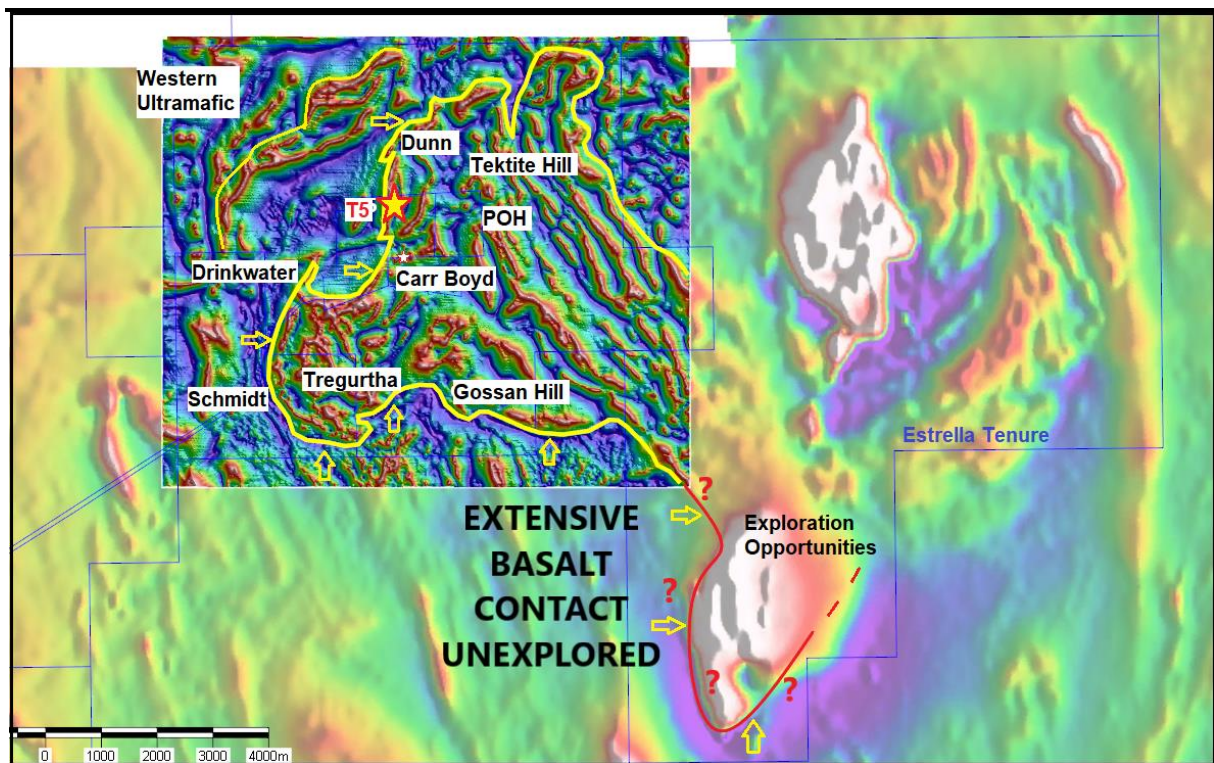 Western
Ultramafic
Dunn
Tektite Hill
T5
POH
Drinkwater
Carr Boyd
Tregurtha
Schmidt
Gossan Hill
Estrella Tenure
?
EXTENSIVE
BASALT
CONTACT
UNEXPLORED
Exploration
Opportunities
?
?
?
0 1000 2000 3000 4000m